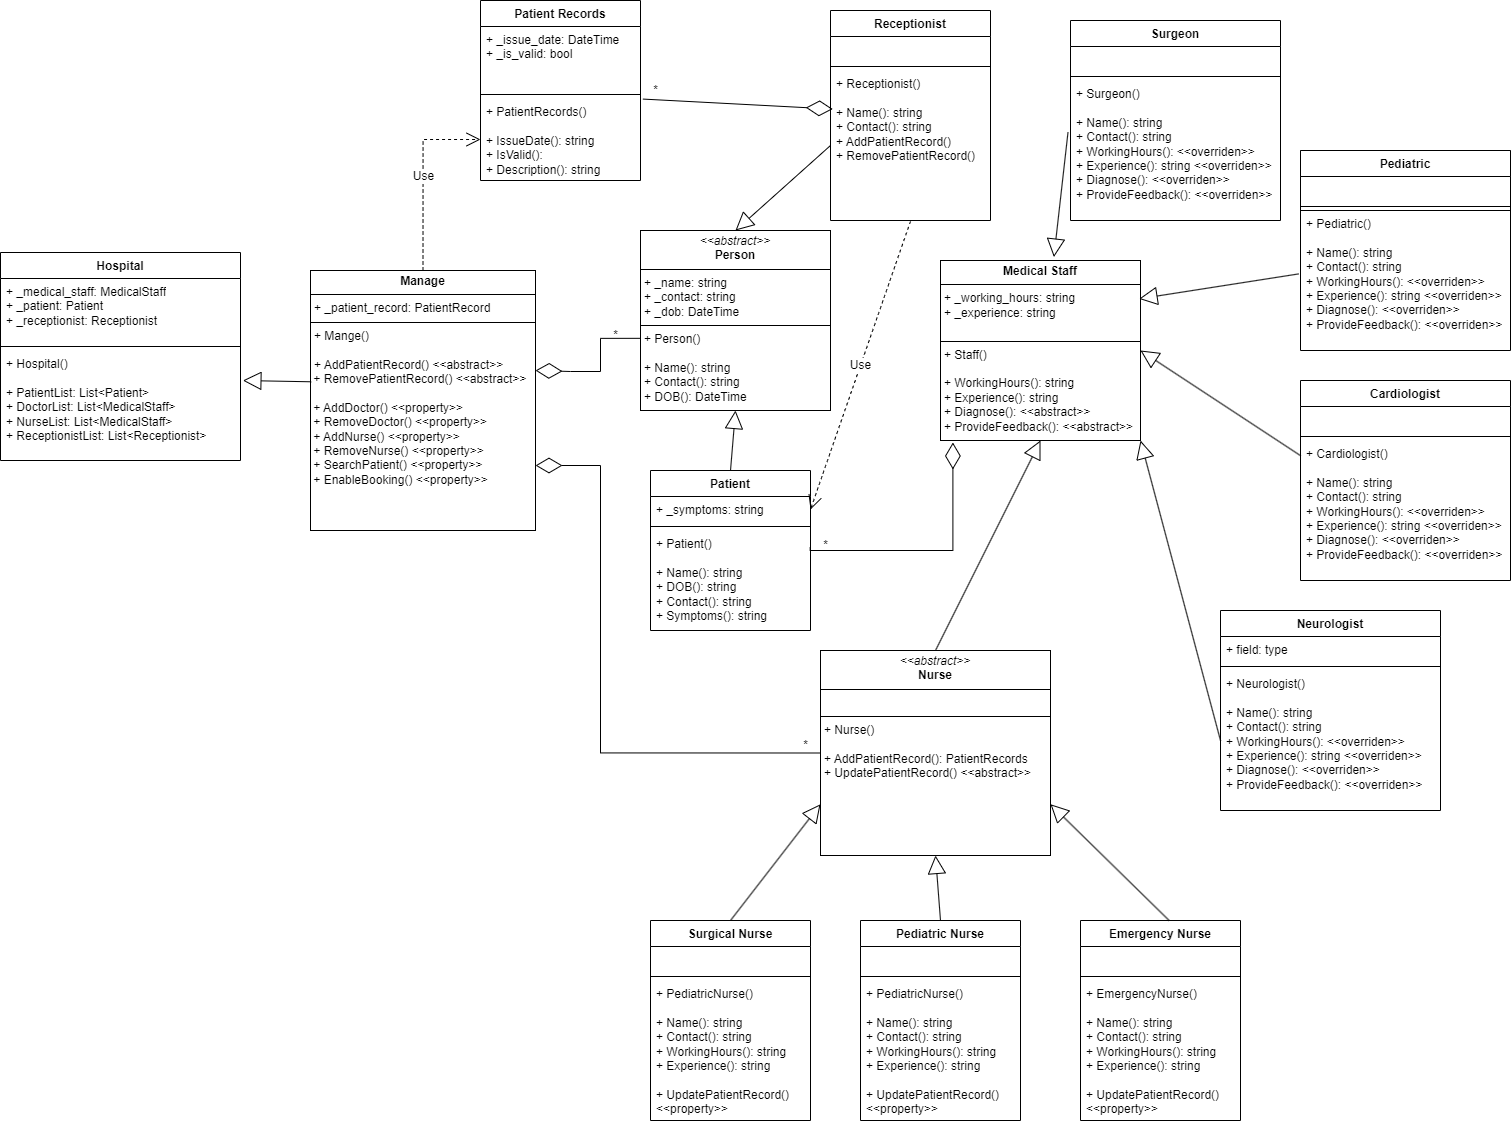 Patient Records
+ _issue_date: DateTime
+ _is_valid: bool
+ PatientRecords()
+ IssueDate(): string
+ IsValid():
+ Description(): string
Receptionist
+ Receptionist()
+ Name(): string
+ Contact(): string
+ AddPatientRecord()
+ RemovePatientRecord()
Surgeon
+ Surgeon()
+ Name(): string
+ Contact(): string
+ WorkingHours(): <<overriden>>
+ Experience(): string <<overriden>>
+ Diagnose(): <<overriden>>
+ ProvideFeedback(): <<overriden>>
*
Use
Pediatric
+ Pediatric()
+ Name(): string
+ Contact(): string
+ WorkingHours(): <<overriden>>
+ Experience(): string <<overriden>>
+ Diagnose(): <<overriden>>
+ ProvideFeedback(): <<overriden>>
Hospital
+ _medical_staff: MedicalStaff
+ _patient: Patient
+ _receptionist: Receptionist
+ Hospital()
+ PatientList: List<Patient>
+ DoctorList: List<MedicalStaff>
+ NurseList: List<MedicalStaff>
+ ReceptionistList: List<Receptionist>
Manage
+ _patient_record: PatientRecord
+ Mange()
+ AddPatientRecord() <<abstract>>
+ RemovePatientRecord() <<abstract>>
+ AddDoctor() <<property>>
+ RemoveDoctor() <<property>>
+ AddNurse() <<property>>
+ RemoveNurse() <<property>>
+ SearchPatient() <<property>>
+ EnableBooking() <<property>>
*
<<abstract>>
Person
+ _name: string
+ _contact: string
+ _dob: DateTime
+ Person()
+ Name(): string
+ Contact(): string
+ DOB(): DateTime
Use
Medical Staff
+ _working_hours: string
+ _experience: string
+ Staff()
+ WorkingHours(): string
+ Experience(): string
+ Diagnose(): <<abstract>>
+ ProvideFeedback(): <<abstract>>
Cardiologist
+ Cardiologist()
+ Name(): string
+ Contact(): string
+ WorkingHours(): <<overriden>>
+ Experience(): string <<overriden>>
+ Diagnose(): <<overriden>>
+ ProvideFeedback(): <<overriden>>
Patient
+ _symptoms: string
+ Patient()
+ Name(): string
+ DOB(): string
+ Contact(): string
+ Symptoms(): string
*
Neurologist
+ field: type
+ Neurologist()
+ Name(): string
+ Contact(): string
+ WorkingHours(): <<overriden>>
+ Experience(): string <<overriden>>
+ Diagnose(): <<overriden>>
+ ProvideFeedback(): <<overriden>>
*
<<abstract>>
Nurse
+ Nurse()
+ AddPatientRecord(): PatientRecords
+ UpdatePatientRecord() <<abstract>>
Surgical Nurse
+ PediatricNurse()
+ Name(): string
+ Contact(): string
+ WorkingHours(): string
+ Experience(): string
+ UpdatePatientRecord()
<<property>>
Pediatric Nurse
+ PediatricNurse()
+ Name(): string
+ Contact(): string
+ WorkingHours(): string
+ Experience(): string
+ UpdatePatientRecord()
<<property>>
Emergency Nurse
+ EmergencyNurse()
+ Name(): string
+ Contact(): string
+ WorkingHours(): string
+ Experience(): string
+ UpdatePatientRecord()
<<property>>